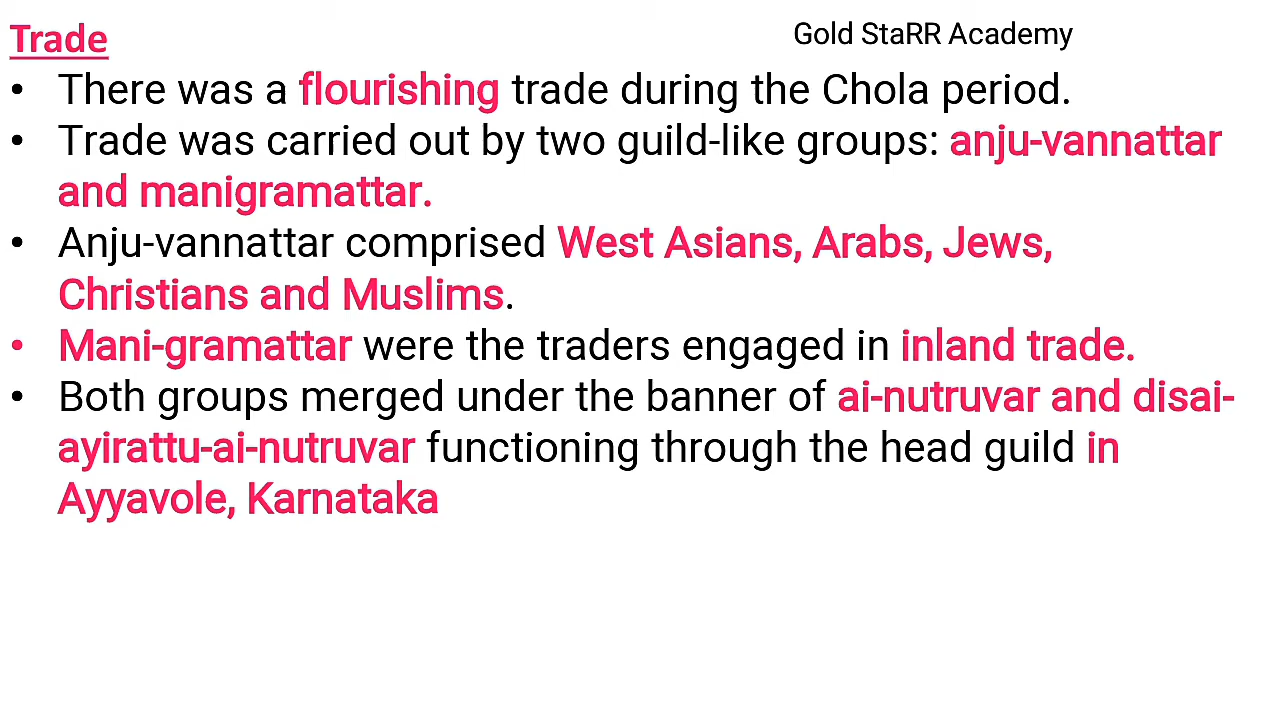 Trade
Gold StaRR Academy
• There was a flourishing trade during the Chola period.
• Trade was carried out by two guild-like groups: anju-vannattar
and manigramattar.
• Anju-vannattar comprised West Asians, Arabs, Jews,
Christians and Muslims.
• Mani-gramattar were the traders engaged in inland trade.
• Both groups merged under the banner of ai-nutruvar and disai-
ayirattu-ai-nutruvar functioning through the head guild in
Ayyavole, Karnataka